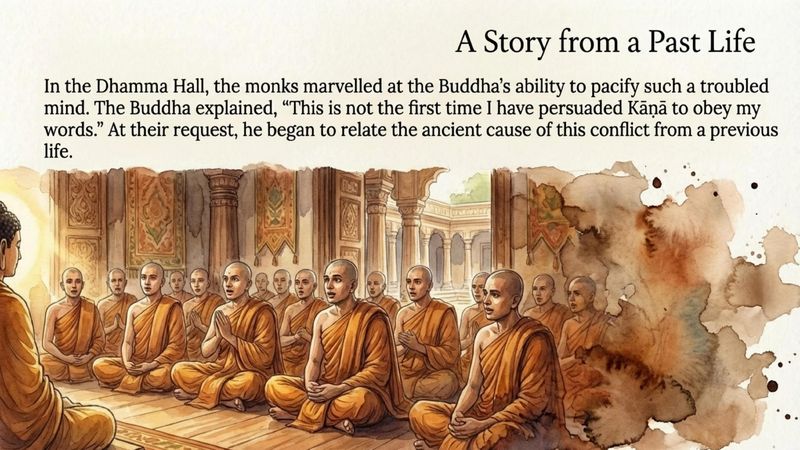 A Story from a Past Life
In the Dhamma Hall, the monks marvelled at the Buddha’s ability to pacify such a troubled
mind. The Buddha explained, “This is not the first time I have persuaded Kāṇā to obey my
words.” At their request, he began to relate the ancient cause of this conflict from a previous
life.